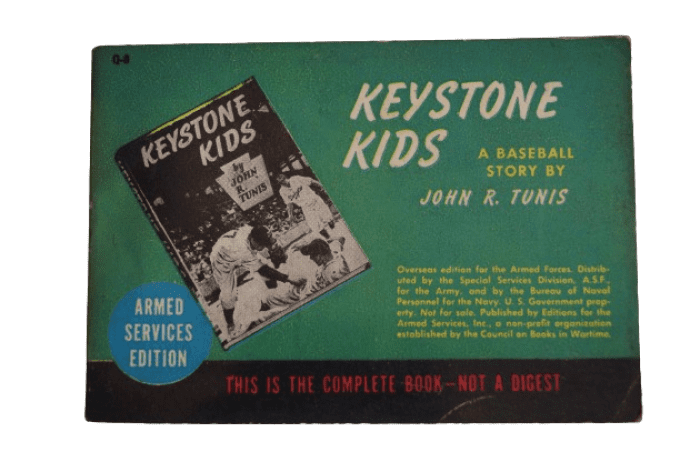 Q-8
KEYSTONE
KIDS
by
JOHN
R.
TUNIS
KEYSTONE
KIDS
A BASEBALL
STORY BY
JOHN R. TUNIS
Overseas edition for the Armed Forces. Distrib-
uted by the Special Services Division, A.S.F.,
for the Army, and by the Bureau of Naval
Personnel for the Navy. U. S. Government prop-
erty. Not for sale. Published by Editions for the
Armed Services, Inc., a non-profit organization
established by the Council on Books in Wartime.
ARMED
SERVICES
EDITION
THIS IS THE COMPLETE BOOK—NOT A DIGEST